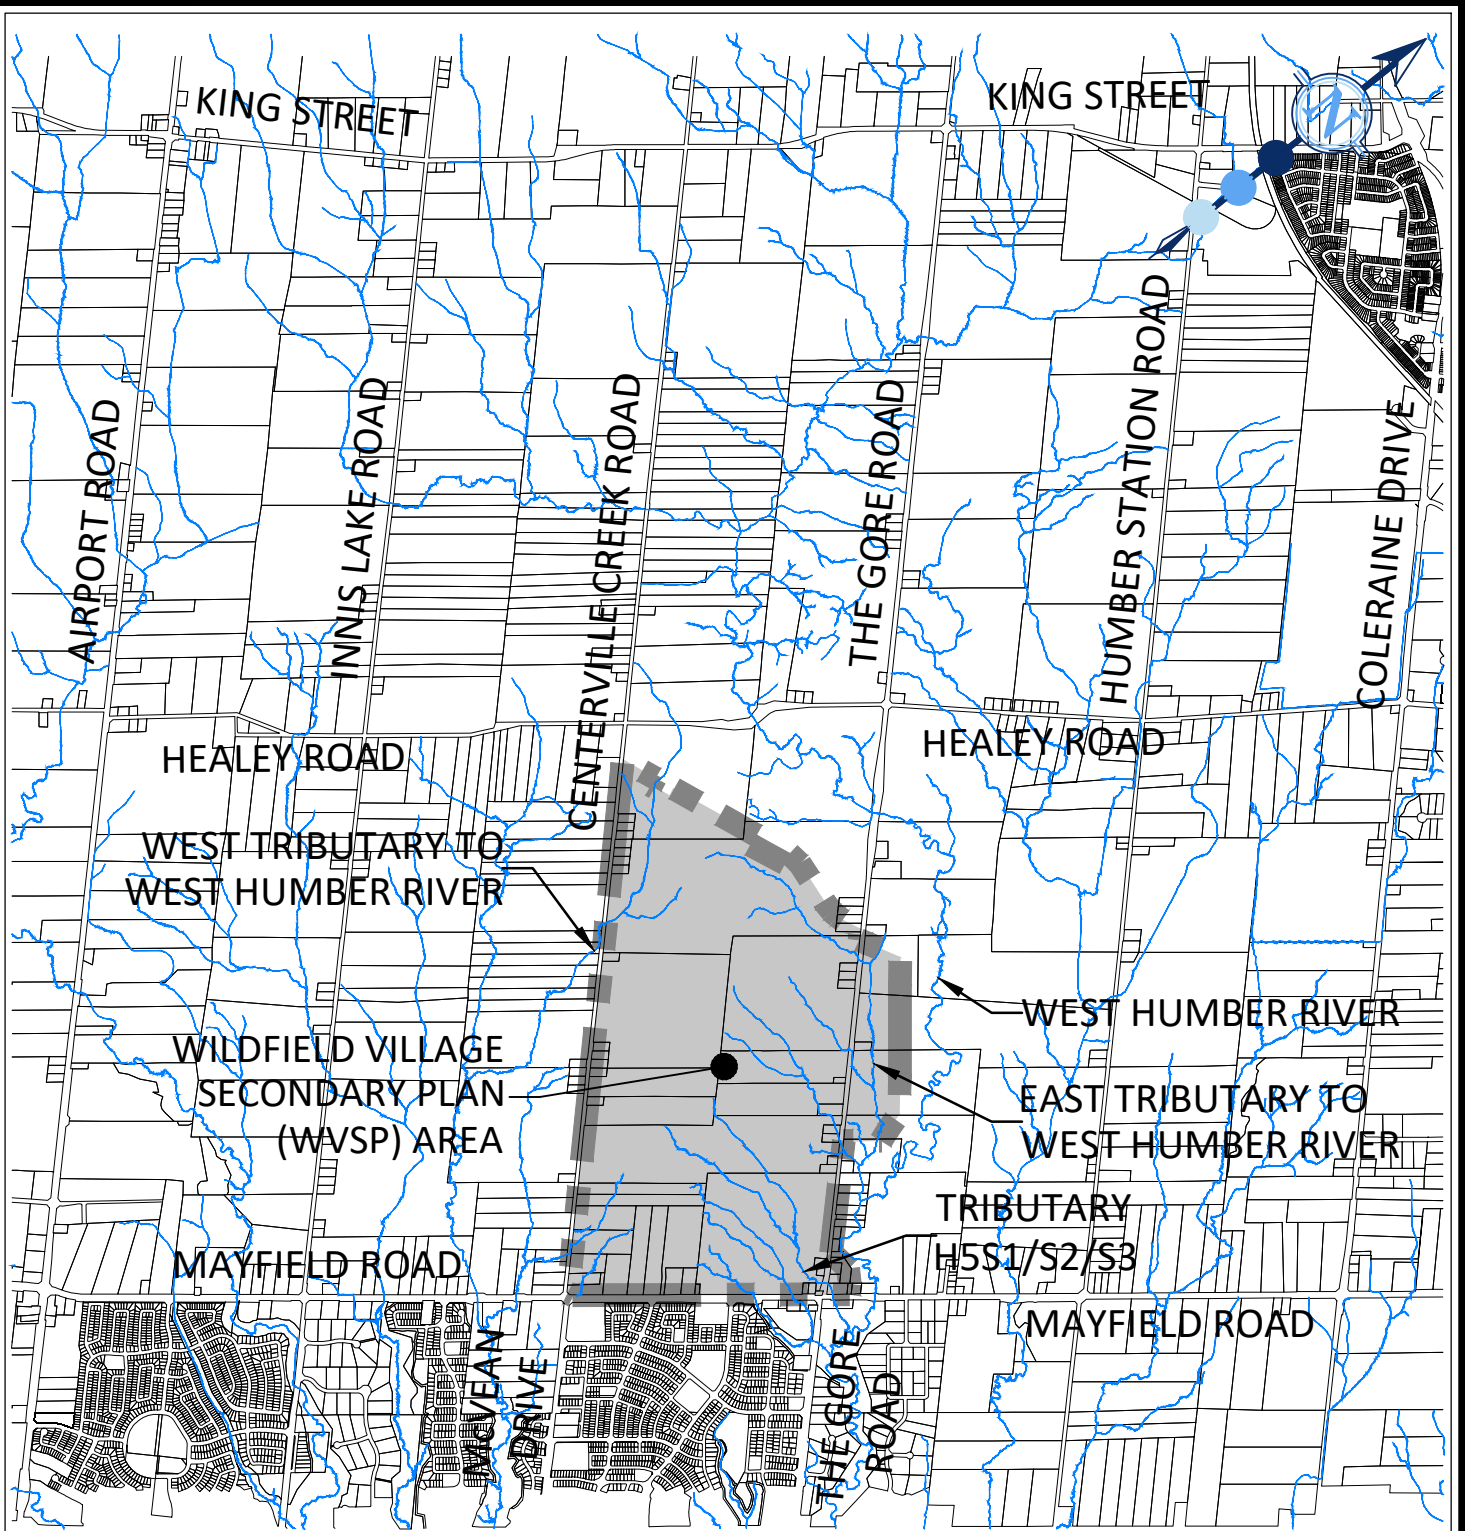 KING STREET
KING STREET
AIRPORT ROAD
INNIS LAKE ROAD
CENTERVILLE CREEK ROAD
THE GORE ROAD
HUMBER STATION ROAD
COLERAINE DRIVE
HEALEY ROAD
HEALEY ROAD
WEST TRIBUTARY TO
WEST HUMBER RIVER
WEST HUMBER RIVER
WILDFIELD VILLAGE
SECONDARY PLAN
(WVSP) AREA
EAST TRIBUTARY TO
WEST HUMBER RIVER
TRIBUTARY
H5S1/S2/S3
MAYFIELD ROAD
MAYFIELD ROAD
McVEAN
DRIVE
THE GORE
ROAD